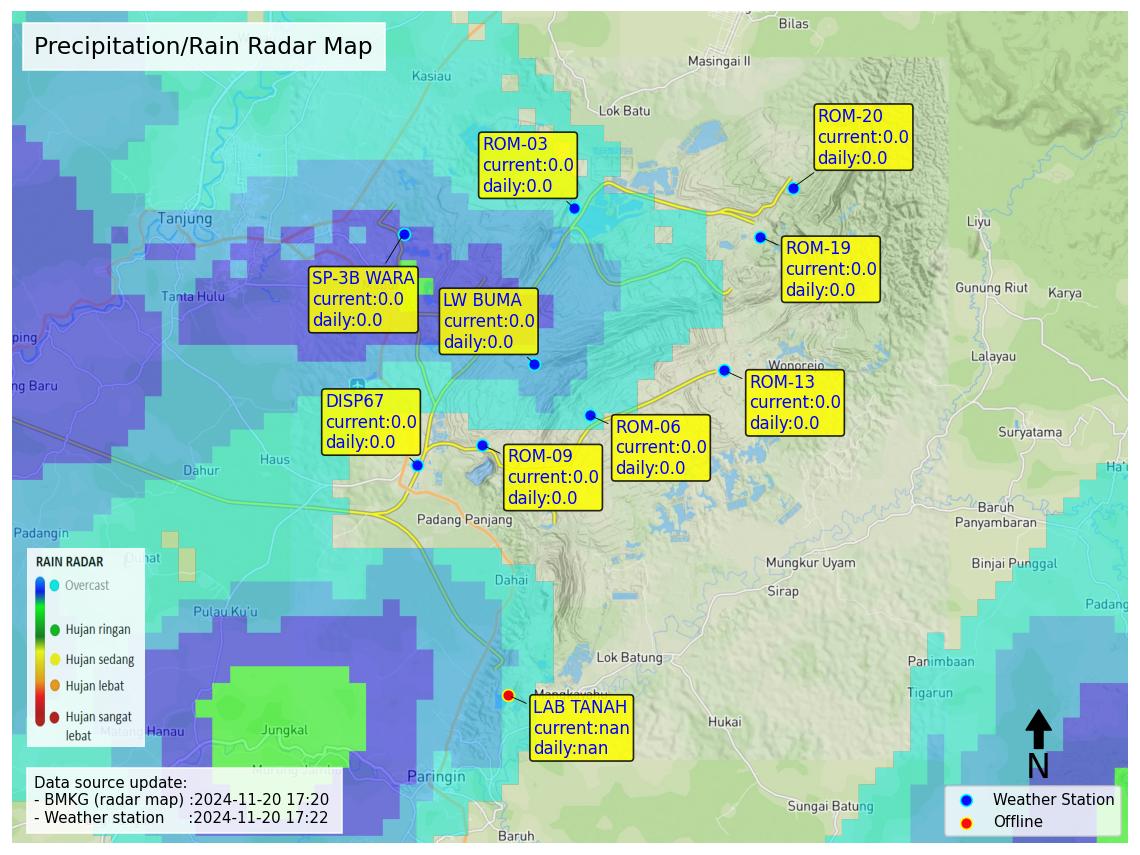 Precipitation/Rain Radar Map
Bilas
Masingai II
Kasiau
Lok Batu
ROM-20
current:0.0
daily:0.0
ROM-03
current:0.0
daily:0.0
Tanjung
Liyu
ROM-19
current:0.0
daily:0.0
SP-3B WARA
current:0.0
daily:0.0
Tanta Hulu
LW BUMA
current:0.0
daily:0.0
Gunung Riut
Karya
ping
Lalayau
Wonorejo
ng Baru
ROM-13
current:0.0
daily:0.0
DISP67
current:0.0
daily:0.0
ROM-06
current:0.0
daily:0.0
Suryatama
ROM-09
current:0.0
daily:0.0
Haus
Dahur
Ha'u
Padang Panjang
Baruh
Panyambaran
Padangin
Mungkur Uyam
Binjai Punggal
Dahai
Sirap
Padang
Pulau Ku'u
RAIN RADAR
Overcast
Hujan ringan
Hujan sedang
Hujan lebat
Hujan sangat
lebat
Lok Batung
Panimbaan
Tigarun
LAB TANAH
current:nan
daily:nan
Hukai
Jungkal
Manau
Paringin
N
Data source update:
- BMKG (radar map) :2024-11-20 17:20
- Weather station :2024-11-20 17:22
Sungai Batung
Baruh
Weather Station
Offline